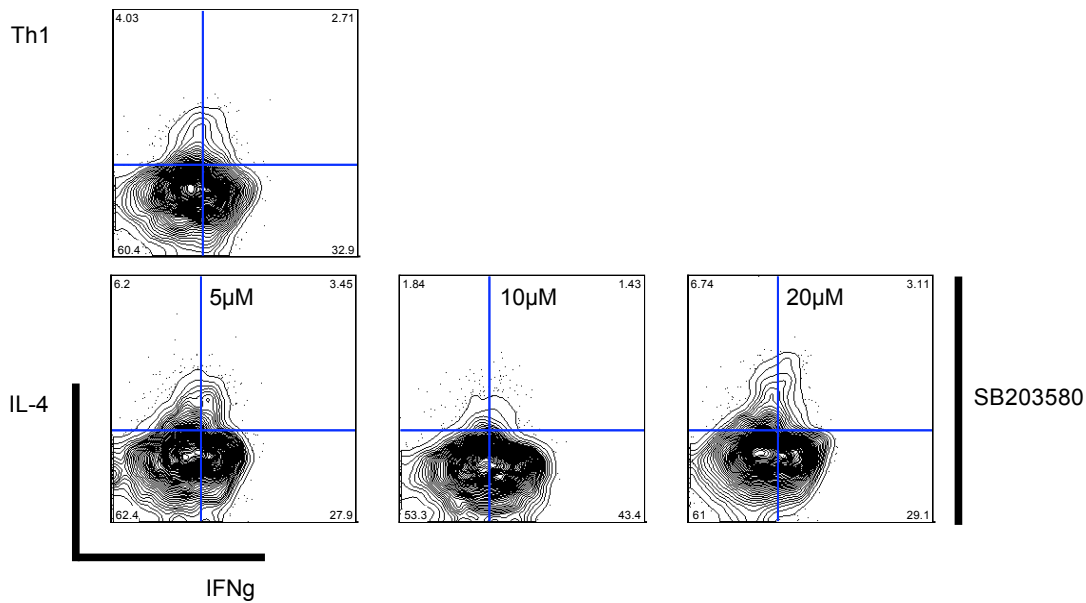 Th1
4.03 2.71
60.4 32.9
6.2 3.45
5µM
1.84 1.43
10µM
6.74 3.11
20µM
IL-4
SB203580
62.4 27.9
53.3 43.4
61 29.1
IFNg